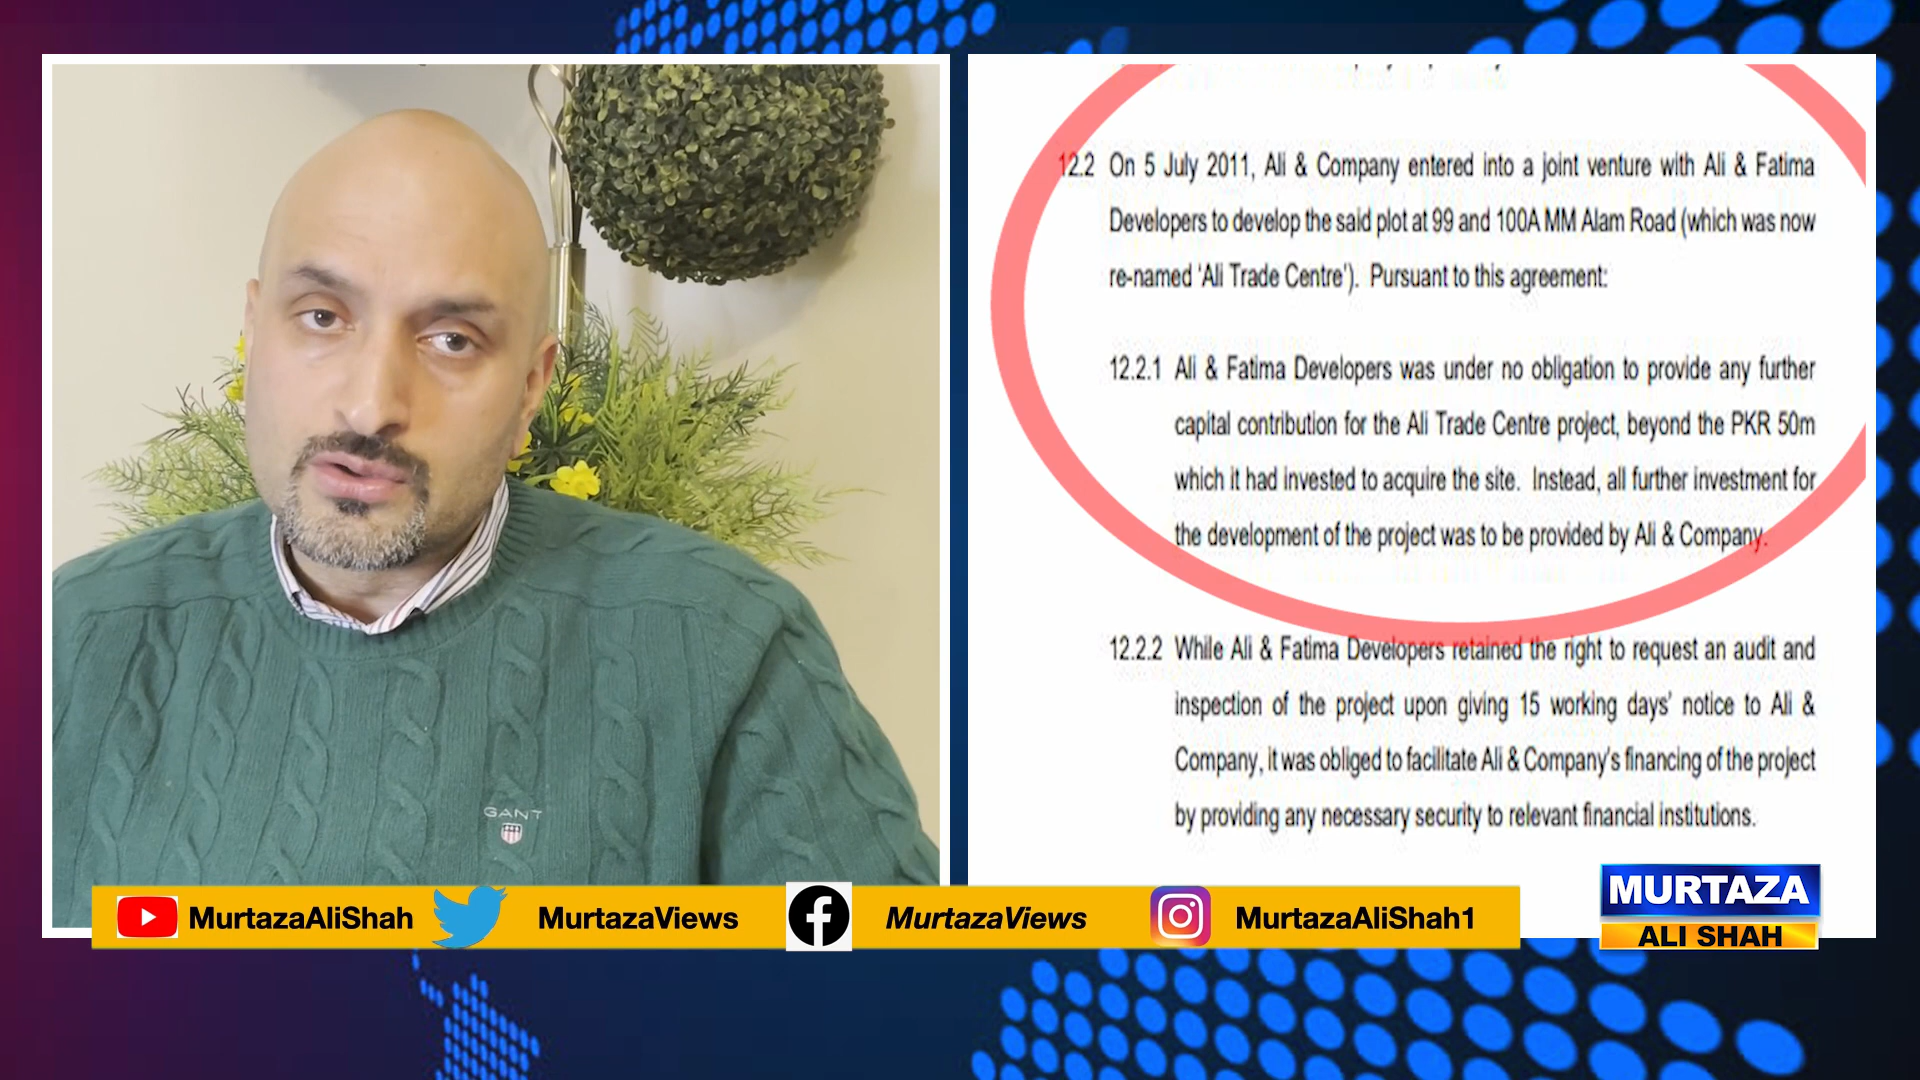 12.2 On 5 July 2011, Ali & Company entered into a joint venture with Ali & Fatima
Developers to develop the said plot at 99 and 100A MM Alam Road (which was now
re-named ‘Ali Trade Centre’). Pursuant to this agreement:
12.2.1 Ali & Fatima Developers was under no obligation to provide any further
capital contribution for the Ali Trade Centre project, beyond the PKR 50m
which it had invested to acquire the site. Instead, all further investment for
the development of the project was to be provided by Ali & Company.
12.2.2 While Ali & Fatima Developers retained the right to request an audit and
inspection of the project upon giving 15 working days’ notice to Ali &
Company, it was obliged to facilitate Ali & Company’s financing of the project
by providing any necessary security to relevant financial institutions.
GANT
MurtazaAliShah MurtazaViews MurtazaViews MurtazaAliShah1
MURTAZA
ALI SHAH